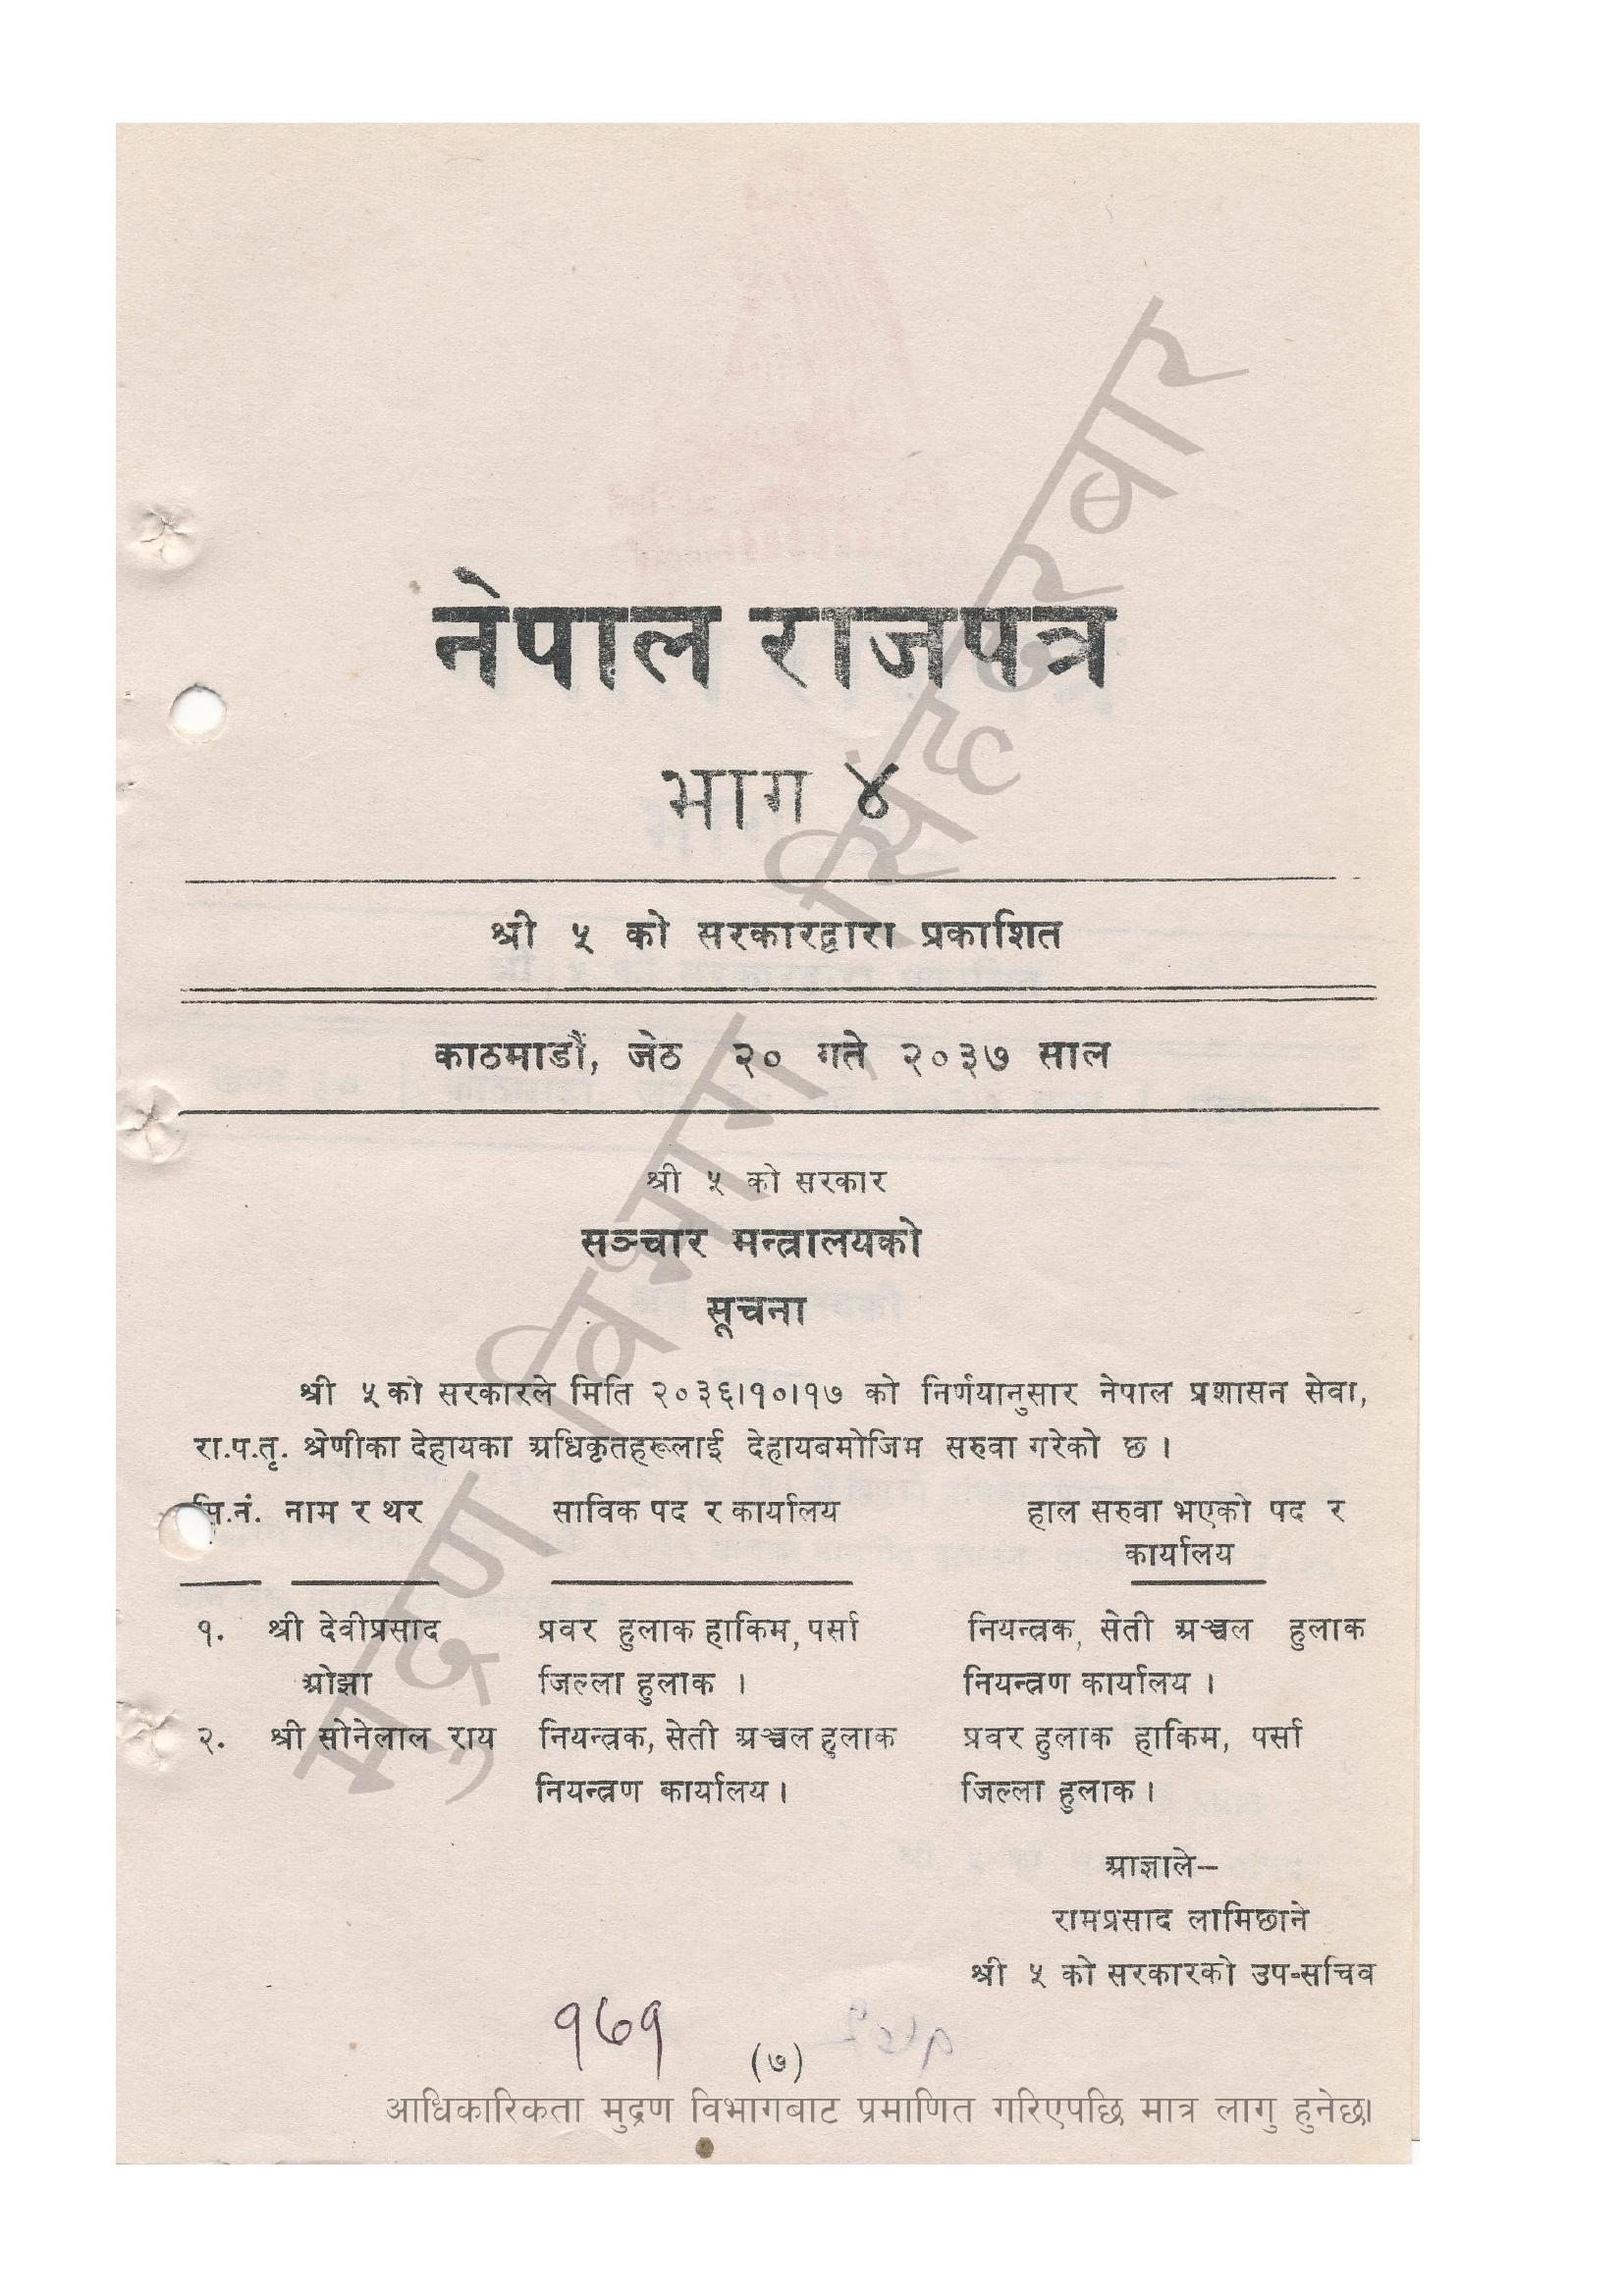 नेपाल राजपत्र
भाग ४
श्री ५ को सरकारद्वारा प्रकाशित
काठमाडौं, जेठ २० गते २०३७ साल
श्री ५ को सरकार
सञ्चार मन्त्रालयको
सूचना
श्री ५ को सरकारले मिति २०३६।१०।१७ को निर्णयानुसार नेपाल प्रशासन सेवा,
रा.प.तृ. श्रेणीका देहायका अधिकृतहरूलाई देहायबमोजिम सरुवा गरेको छ ।
सि.नं. नाम र थर साविक पद र कार्यालय हाल सरुवा भएको पद र
कार्यालय
१. श्री देवीप्रसाद प्रवर हुलाक हाकिम, पर्सा नियन्त्रक, सेती अञ्चल हुलाक
ओझा जिल्ला हुलाक । नियन्त्रण कार्यालय ।
२. श्री सोनेलाल राय नियन्त्रक, सेती अञ्चल हुलाक प्रवर हुलाक हाकिम, पर्सा
नियन्त्रण कार्यालय । जिल्ला हुलाक ।
आज्ञाले–
रामप्रसाद लामिछाने
श्री ५ को सरकारको उप-सचिव
१७१
(७)
आधिकारिकता मुद्रण विभागबाट प्रमाणित गरिएपछि मात्र लागु हुनेछ।
मुद्रण विभाग, सिंहदरबार